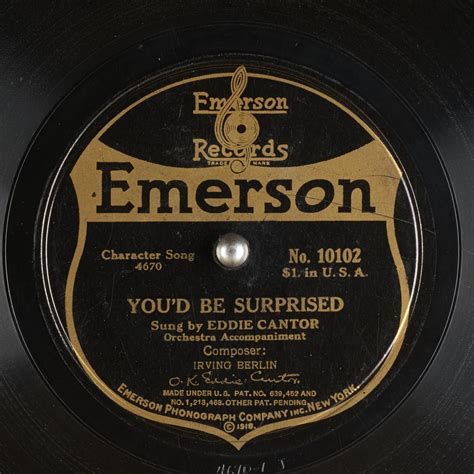 Emerson
Records
TRADE MARK
Emerson
Character Song
4670
No. 10102
$1. in U.S.A.
YOU'D BE SURPRISED
Sung by EDDIE CANTOR
Orchestra Accompaniment
Composer:
IRVING BERLIN
O.K. Eddie Cantor
MADE UNDER U.S. PAT. NO. 639,452 AND
NO. 1,213,468. OTHER PAT. PENDING.
EMERSON PHONOGRAPH COMPANY INC. NEW YORK.
©1918.